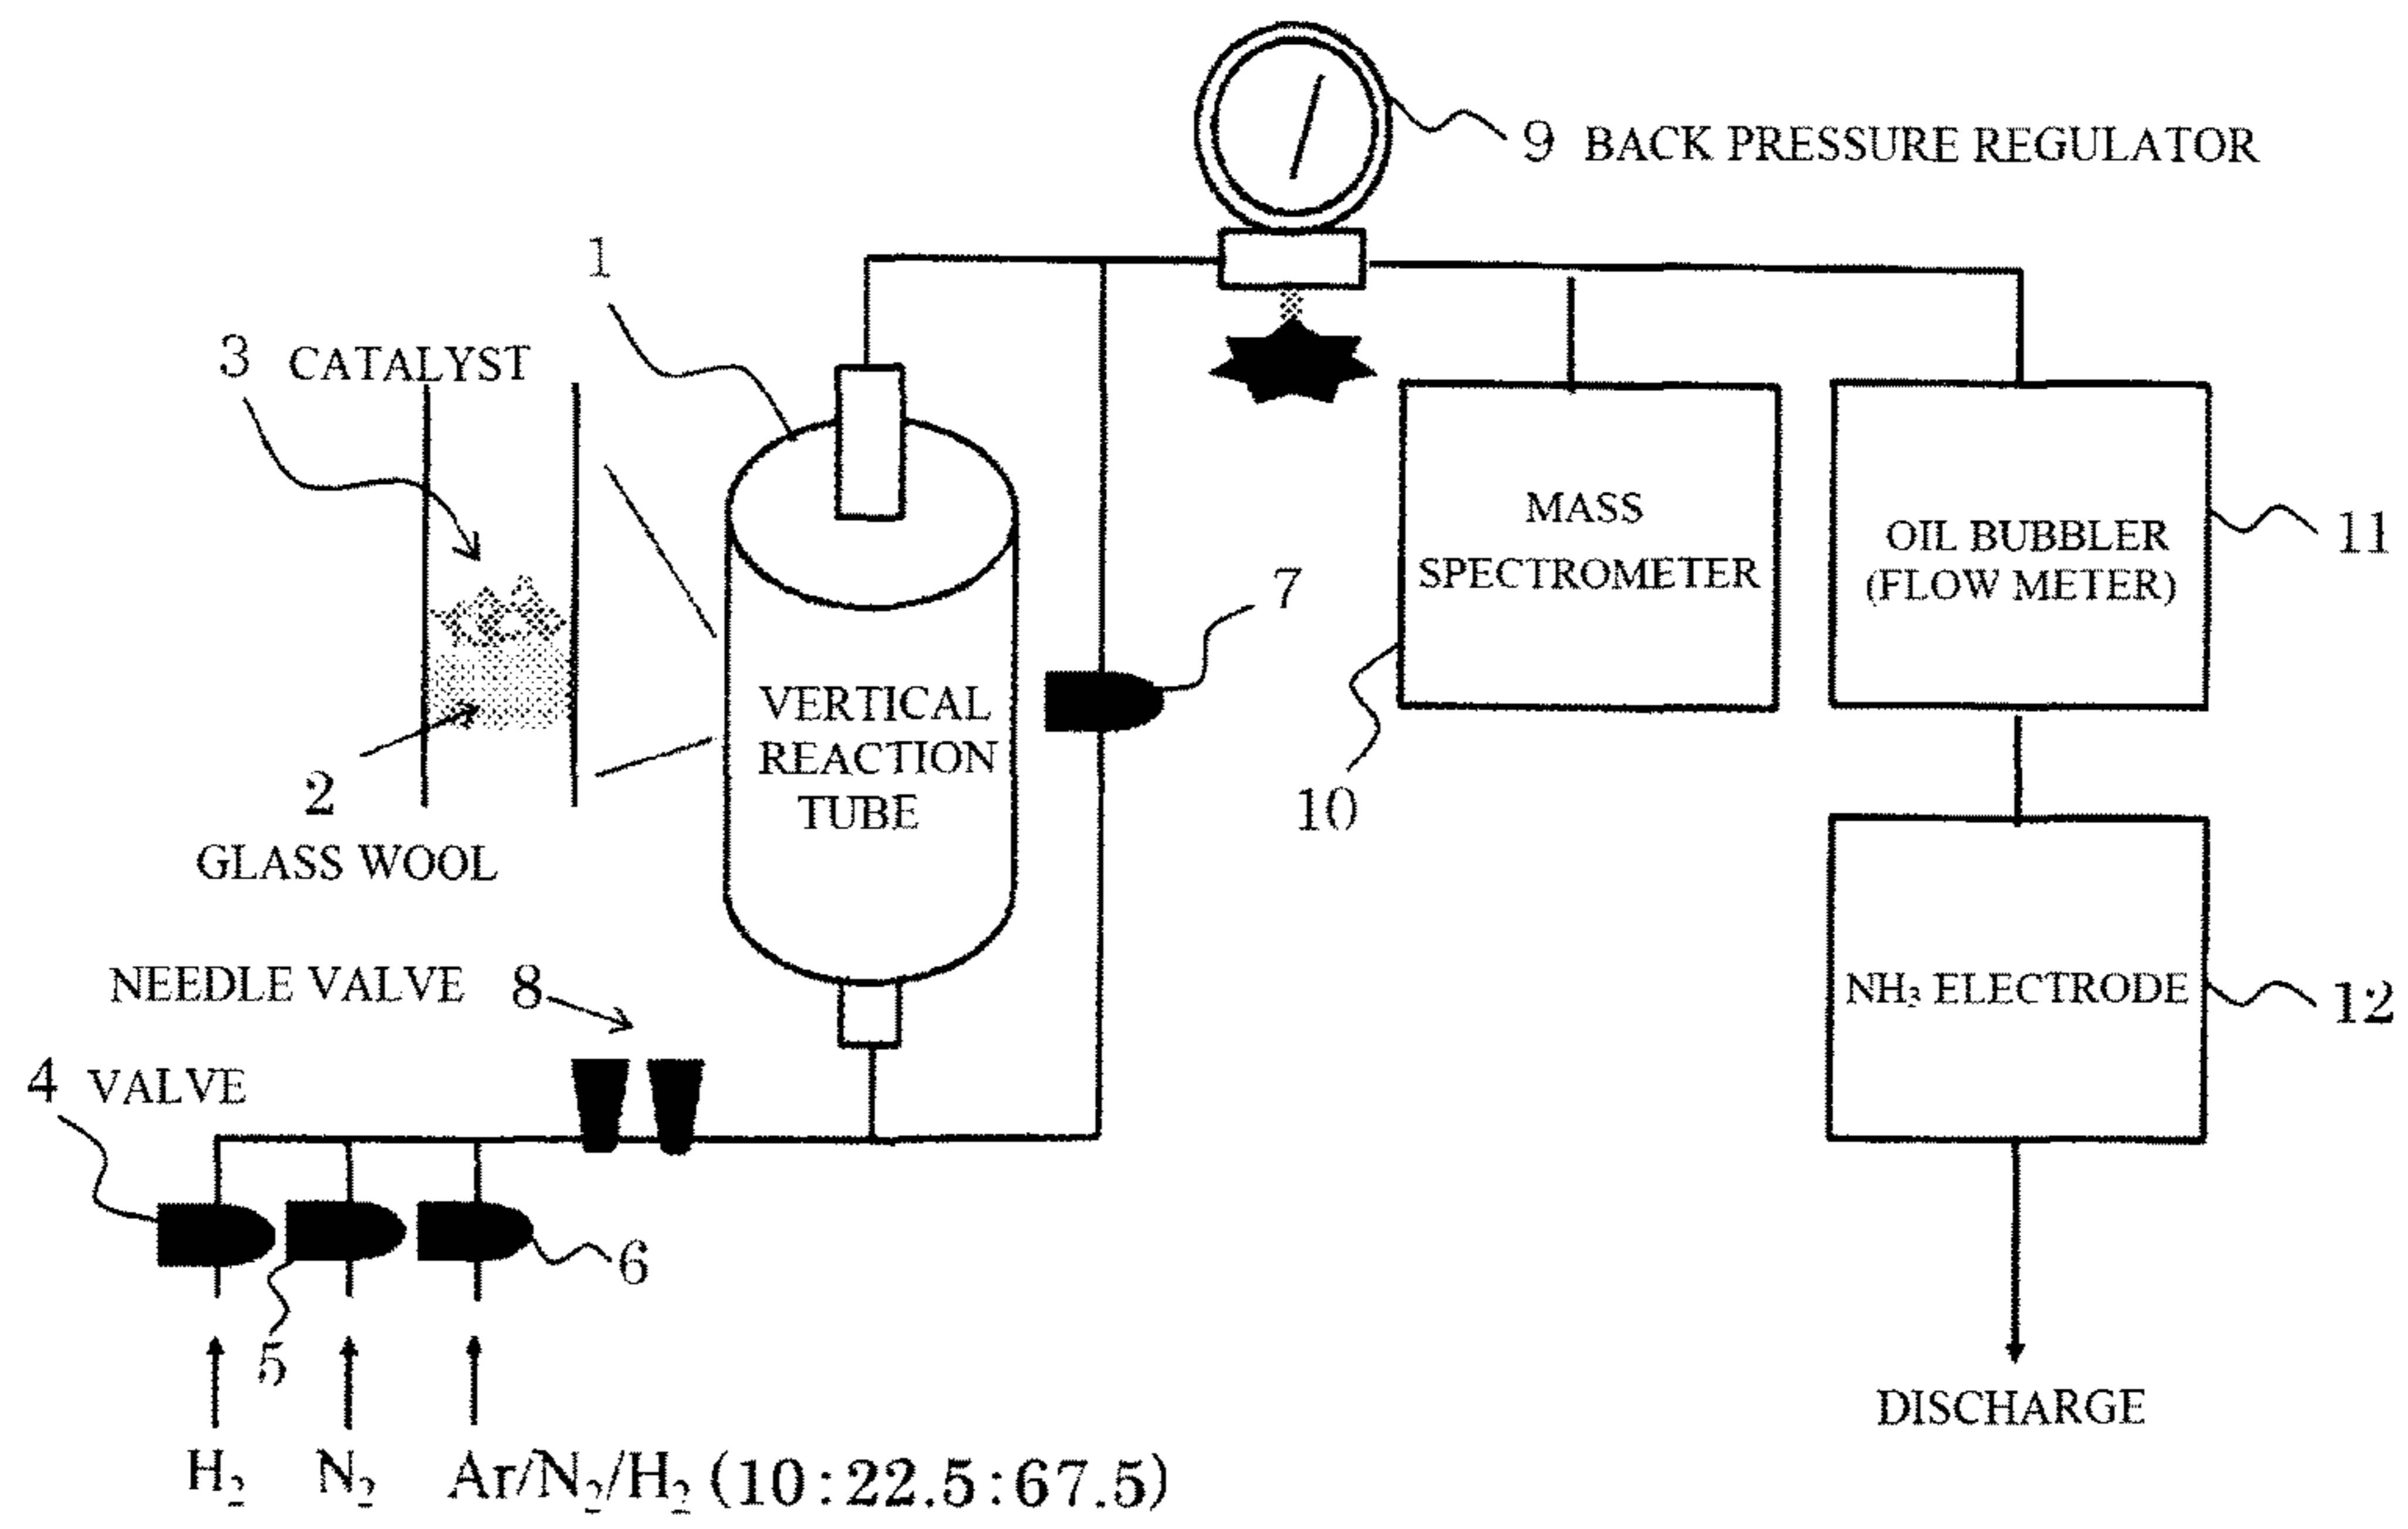 9 BACK PRESSURE REGULATOR
1
3 CATALYST
MASS
SPECTROMETER
OIL BUBBLER
(FLOW METER)
11
7
VERTICAL
REACTION
TUBE
2
GLASS WOOL
10
NEEDLE VALVE 8
NH₃ ELECTRODE
12
4 VALVE
6
5
H₂
N₂
Ar/N₂/H₂ (10:22.5:67.5)
DISCHARGE